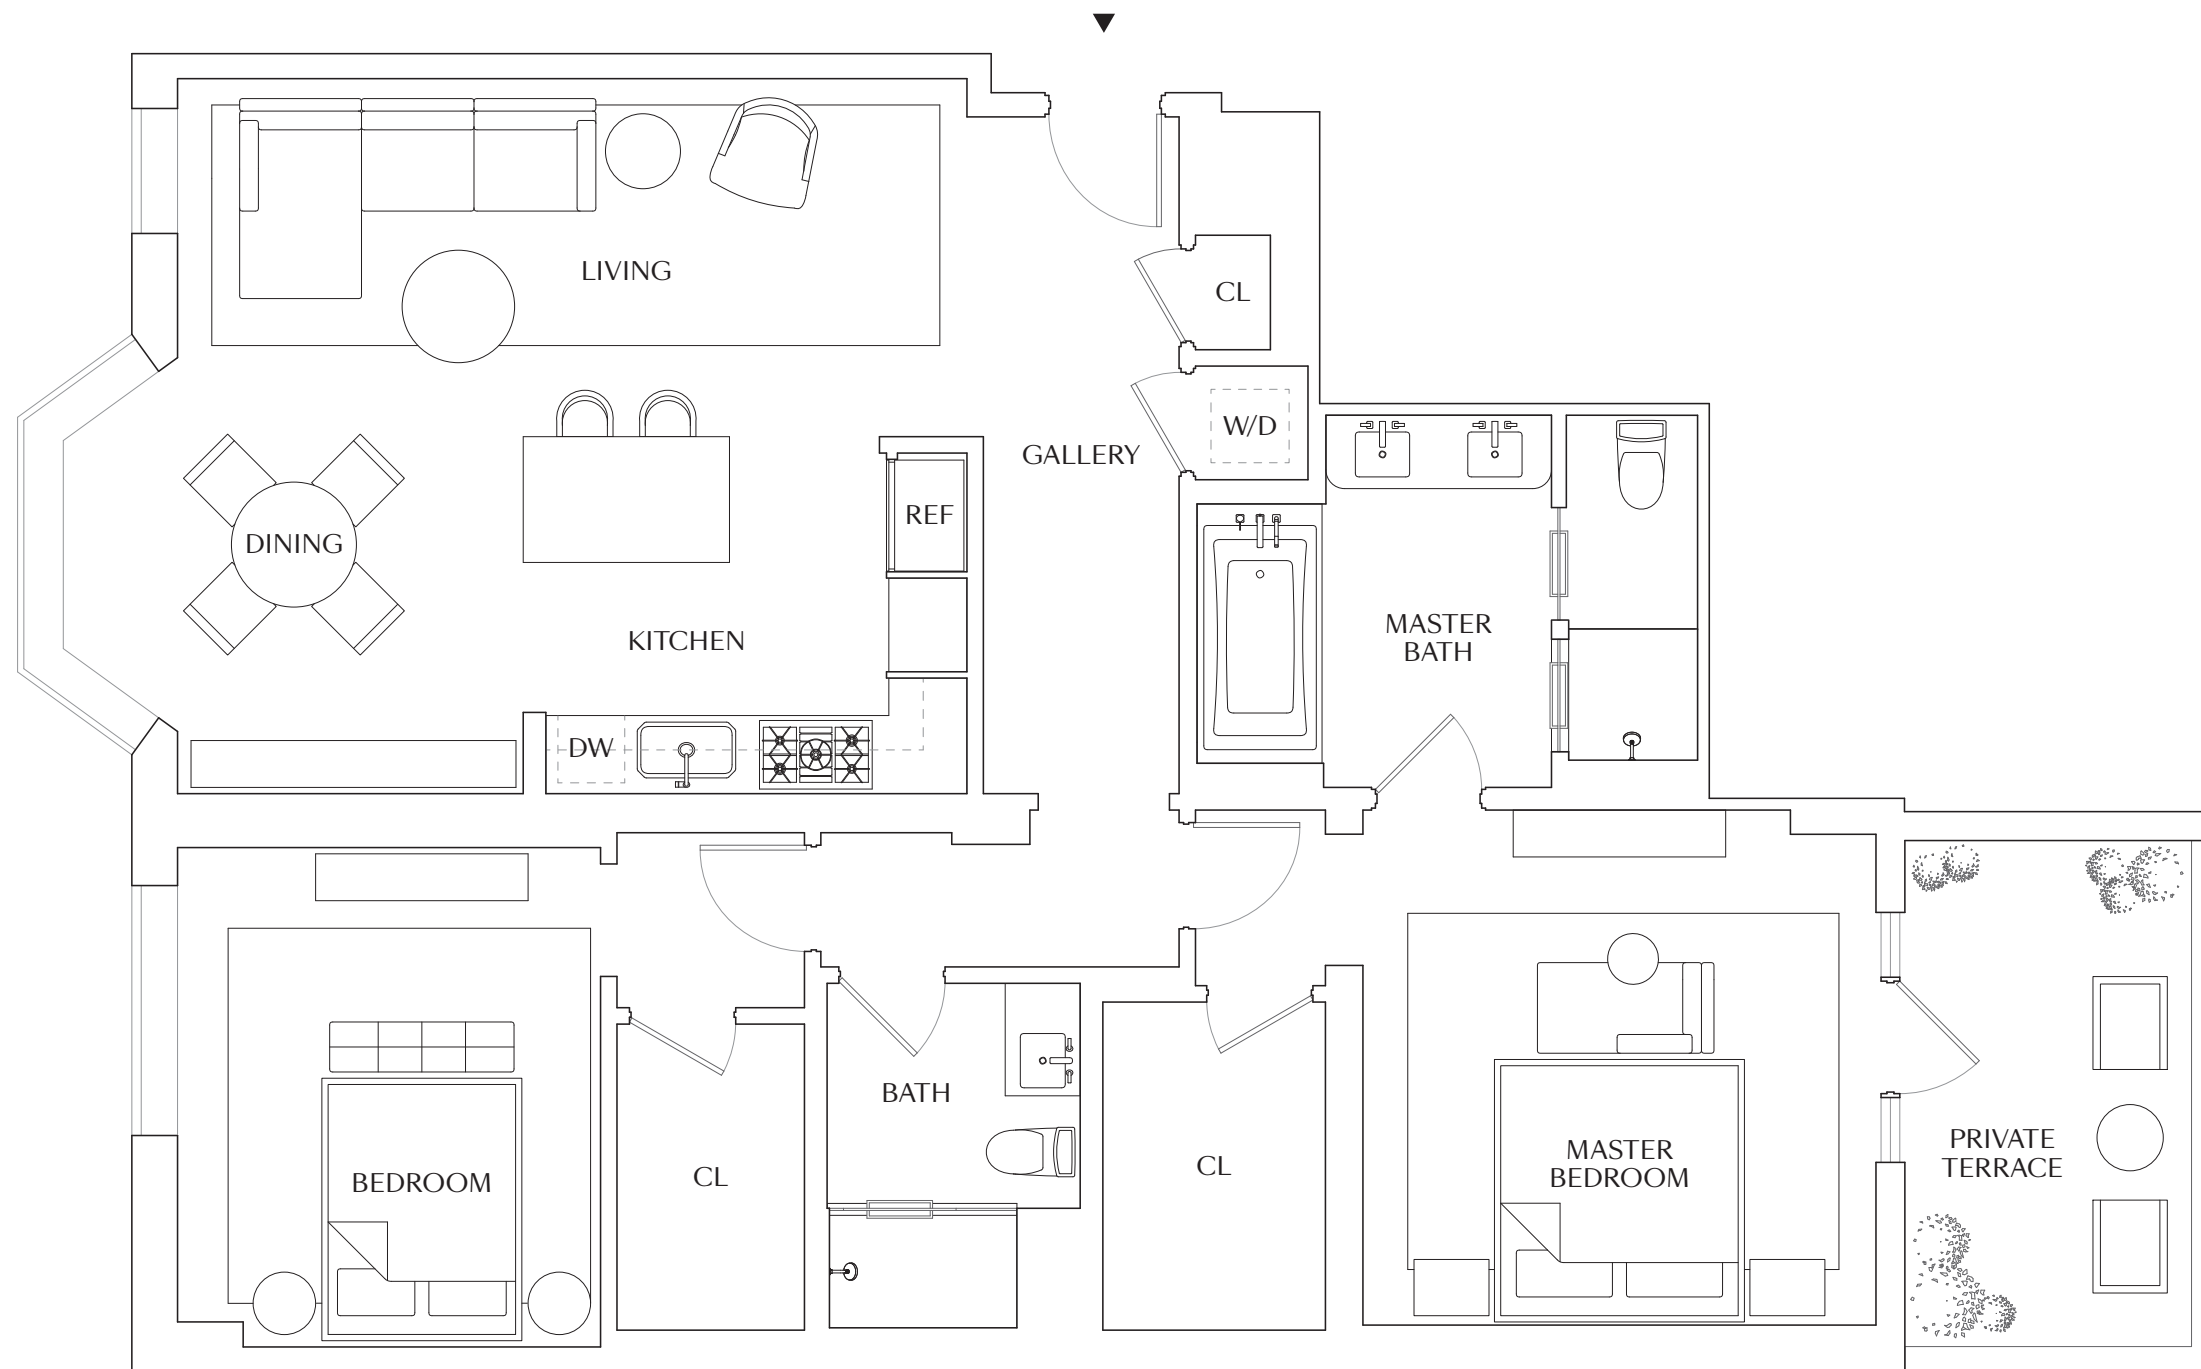 LIVING
CL
W/D
GALLERY
REF
DINING
KITCHEN
MASTER
BATH
DW
BATH
BEDROOM
CL
CL
MASTER
BEDROOM
PRIVATE
TERRACE